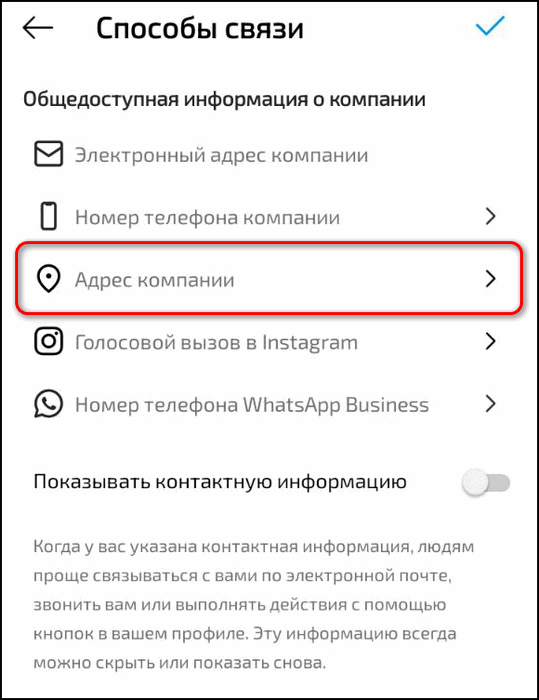 Способы связи
Общедоступная информация о компании
Электронный адрес компании
Номер телефона компании
Адрес компании
Голосовой вызов в Instagram
Номер телефона WhatsApp Business
Показывать контактную информацию
Когда у вас указана контактная информация, людям
проще связываться с вами по электронной почте,
звонить вам или выполнять действия с помощью
кнопок в вашем профиле. Эту информацию всегда
можно скрыть или показать снова.